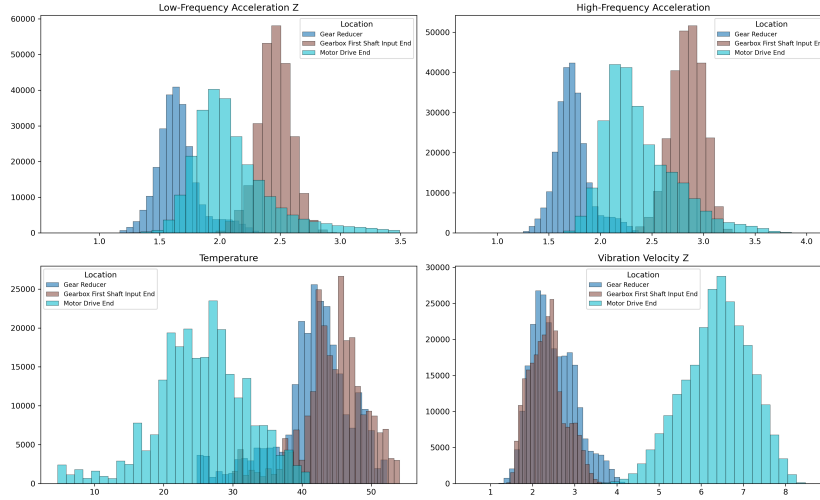 Low-Frequency Acceleration Z
Location
Gear Reducer
Gearbox First Shaft Input End
Motor Drive End
60000
50000
40000
30000
20000
10000
0
1.0 1.5 2.0 2.5 3.0 3.5
High-Frequency Acceleration
Location
Gear Reducer
Gearbox First Shaft Input End
Motor Drive End
50000
40000
30000
20000
10000
0
1.0 1.5 2.0 2.5 3.0 3.5 4.0
Temperature
Location
Gear Reducer
Gearbox First Shaft Input End
Motor Drive End
25000
20000
15000
10000
5000
0
10 20 30 40 50
Vibration Velocity Z
Location
Gear Reducer
Gearbox First Shaft Input End
Motor Drive End
30000
25000
20000
15000
10000
5000
0
1 2 3 4 5 6 7 8